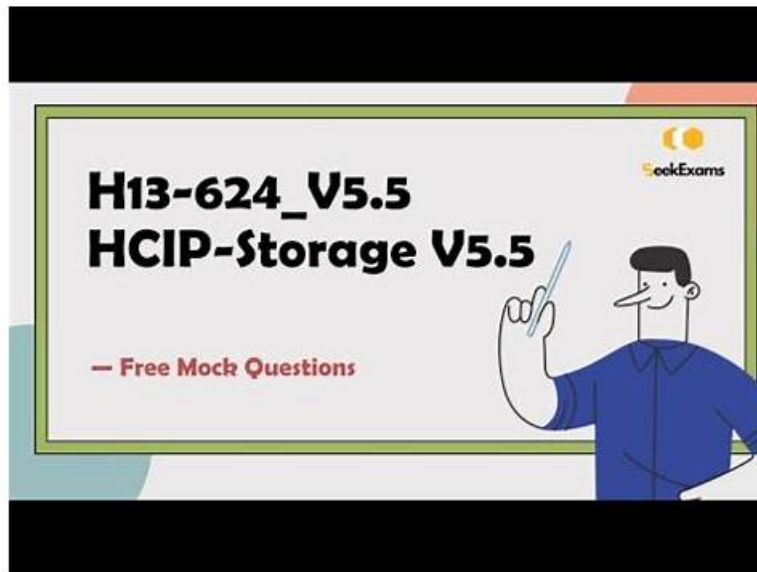 SeekExams
H13-624_V5.5
HCIP-Storage V5.5
— Free Mock Questions